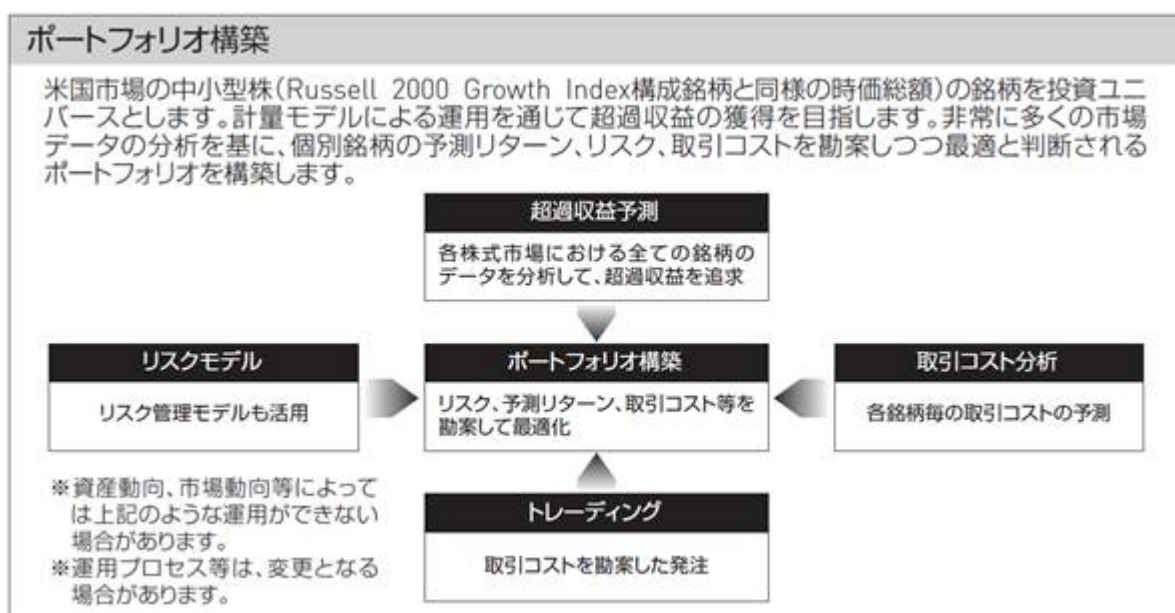 ポートフォリオ構築
米国市場の中小型株(Russell 2000 Growth Index構成銘柄と同様の時価総額)の銘柄を投資ユニ
バースとします。計量モデルによる運用を通じて超過収益の獲得を目指します。非常に多くの市場
データの分析を基に、個別銘柄の予測リターン、リスク、取引コストを勘案しつつ最適と判断される
ポートフォリオを構築します。
超過収益予測
各株式市場における全ての銘柄の
データを分析して、超過収益を追求
リスクモデル
リスク管理モデルも活用
ポートフォリオ構築
リスク、予測リターン、取引コスト等を
勘案して最適化
取引コスト分析
各銘柄毎の取引コストの予測
トレーディング
取引コストを勘案した発注
※資産動向、市場動向等によって
は上記のような運用ができない
場合があります。
※運用プロセス等は、変更となる
場合があります。